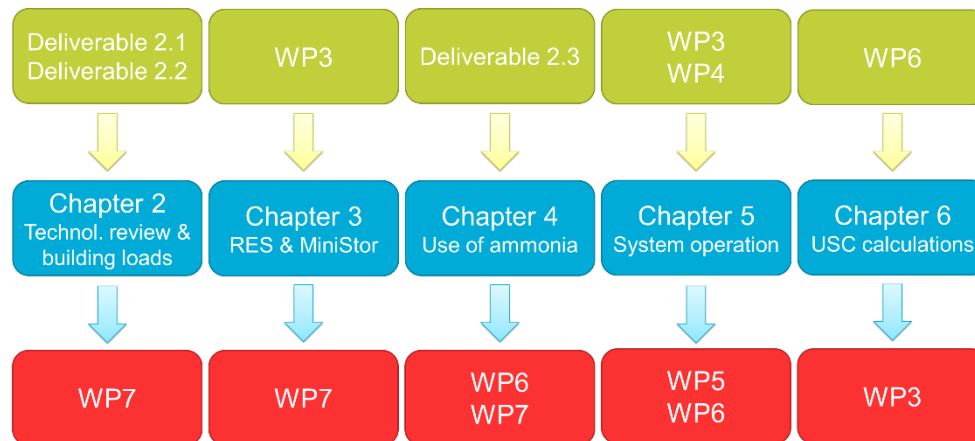 Deliverable 2.1
Deliverable 2.2
WP3
Deliverable 2.3
WP3
WP4
WP6
Chapter 2
Technol. review &
building loads
Chapter 3
RES & MiniStor
Chapter 4
Use of ammonia
Chapter 5
System operation
Chapter 6
USC calculations
WP7
WP7
WP6
WP7
WP5
WP6
WP3